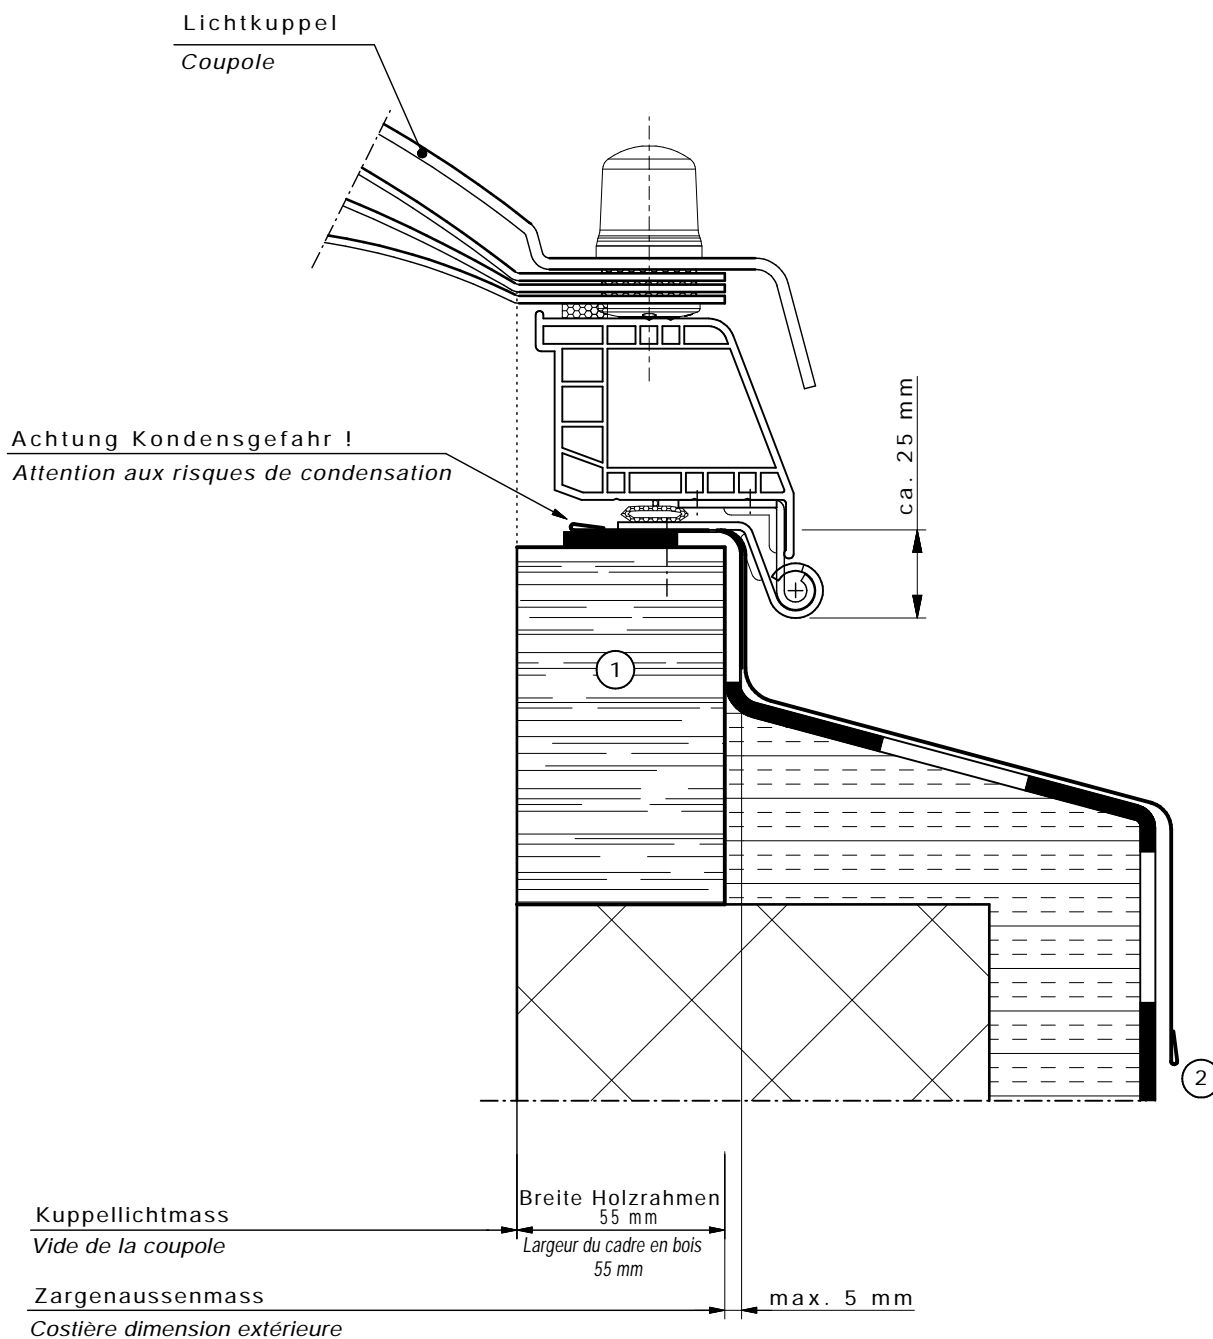 Lichtkuppel
Coupole
ca. 25 mm
Achtung Kondensgefahr !
Attention aux risques de condensation
1
2
Breite Holzrahmen
55 mm
Kuppellichtmass
Vide de la coupole
Largeur du cadre en bois
55 mm
Zargenaussenmass
max. 5 mm
Costière dimension extérieure